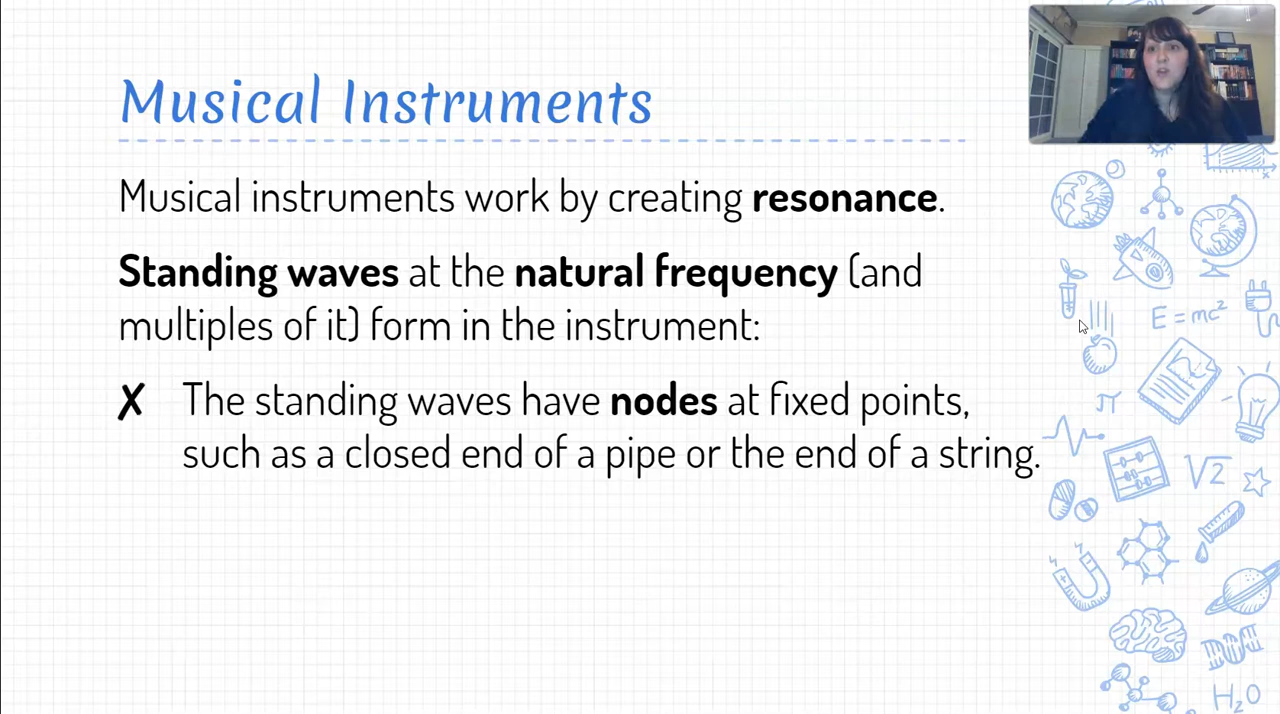 Musical Instruments
Musical instruments work by creating resonance.
Standing waves at the natural frequency (and
multiples of it) form in the instrument:
✗ The standing waves have nodes at fixed points,
such as a closed end of a pipe or the end of a string.
E=mc²
π
√2
H₂O